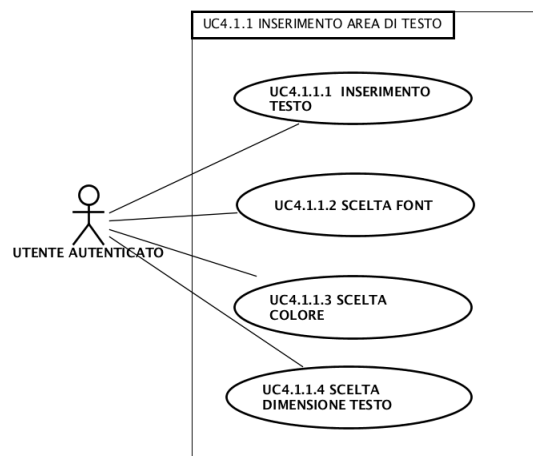 UC4.1.1 INSERIMENTO AREA DI TESTO
UC4.1.1.1 INSERIMENTO
TESTO
UC4.1.1.2 SCELTA FONT
UTENTE AUTENTICATO
UC4.1.1.3 SCELTA
COLORE
UC4.1.1.4 SCELTA
DIMENSIONE TESTO